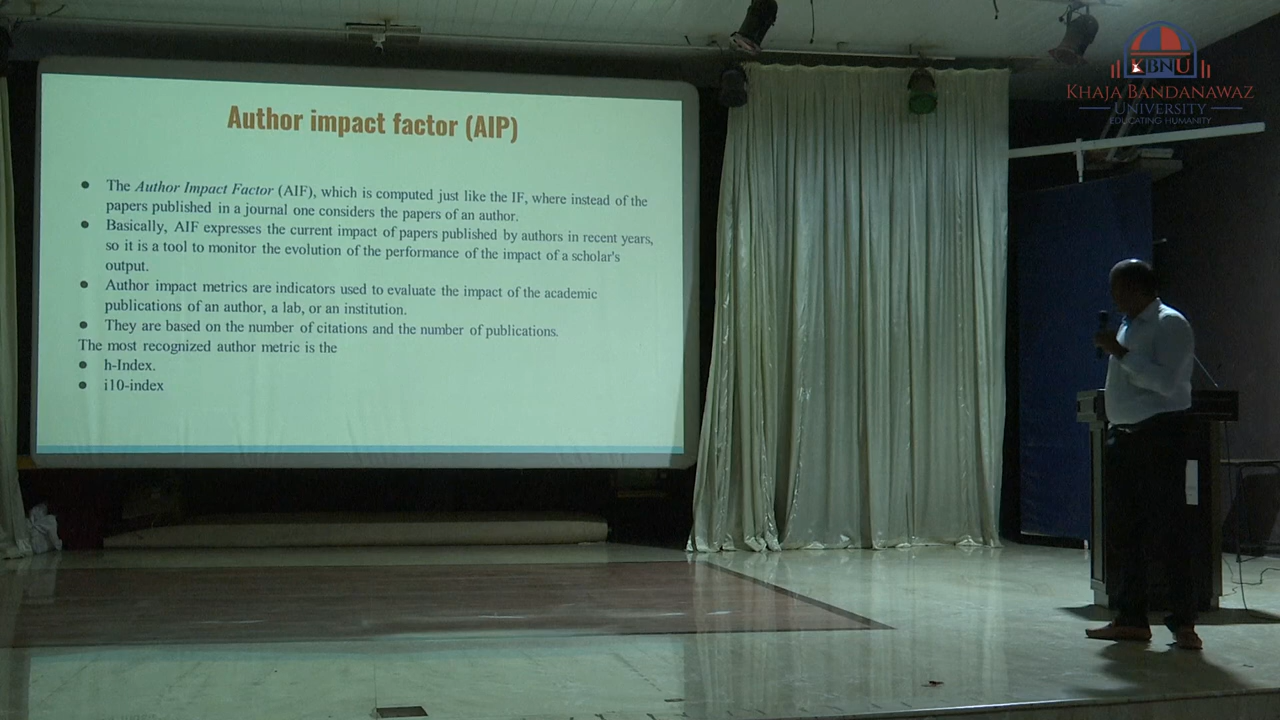 Author impact factor (AIP)
The Author Impact Factor (AIF), which is computed just like the IF, where instead of the
papers published in a journal one considers the papers of an author.
Basically, AIF expresses the current impact of papers published by authors in recent years,
so it is a tool to monitor the evolution of the performance of the impact of a scholar's
output.
Author impact metrics are indicators used to evaluate the impact of the academic
publications of an author, a lab, or an institution.
They are based on the number of citations and the number of publications.
The most recognized author metric is the
h-Index.
i10-index
KBNU
KHAJA BANDANAWAZ
UNIVERSITY
EDUCATING HUMANITY